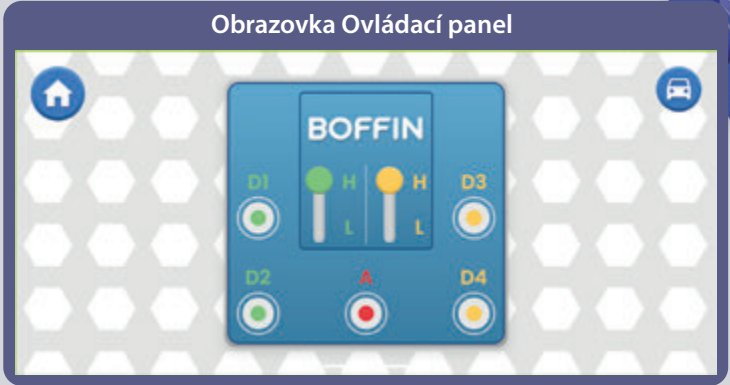 Obrazovka Ovládací panel
BOFFIN
D1 H H D3
L L
D2 A D4